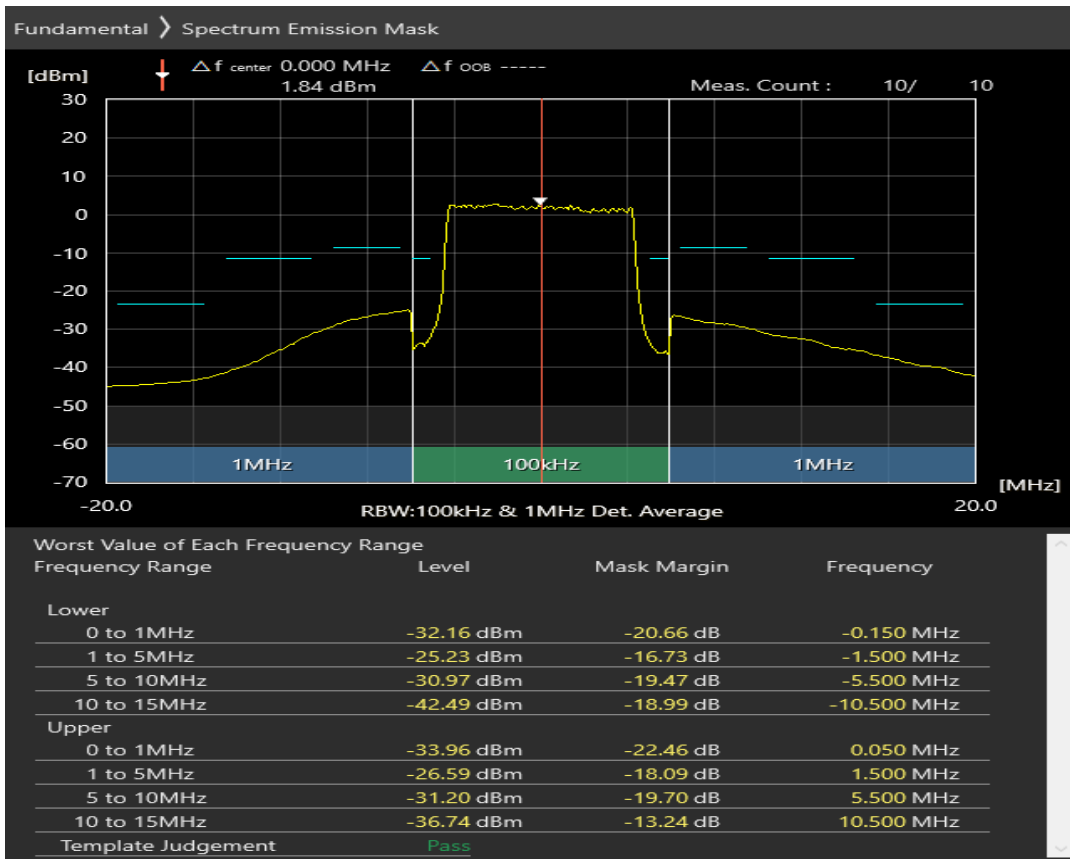 Fundamental ❯ Spectrum Emission Mask
[dBm]
△f center 0.000 MHz △f OOB -----
1.84 dBm
Meas. Count : 10/ 10
30
20
10
0
-10
-20
-30
-40
-50
-60
-70
1MHz 100kHz 1MHz
[MHz]
-20.0 RBW:100kHz & 1MHz Det. Average 20.0
Worst Value of Each Frequency Range
Frequency Range Level Mask Margin Frequency
Lower
0 to 1MHz -32.16 dBm -20.66 dB -0.150 MHz
1 to 5MHz -25.23 dBm -16.73 dB -1.500 MHz
5 to 10MHz -30.97 dBm -19.47 dB -5.500 MHz
10 to 15MHz -42.49 dBm -18.99 dB -10.500 MHz
Upper
0 to 1MHz -33.96 dBm -22.46 dB 0.050 MHz
1 to 5MHz -26.59 dBm -18.09 dB 1.500 MHz
5 to 10MHz -31.20 dBm -19.70 dB 5.500 MHz
10 to 15MHz -36.74 dBm -13.24 dB 10.500 MHz
Template Judgement Pass